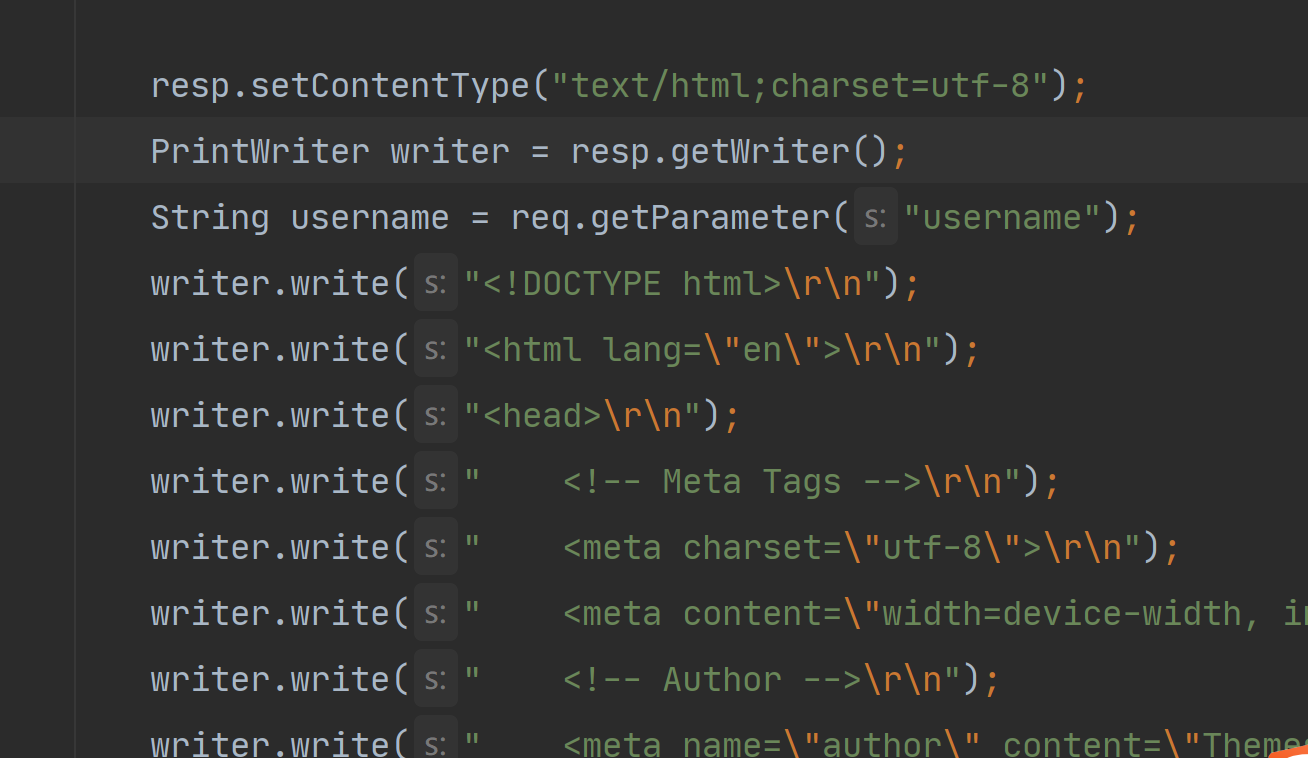 resp.setContentType("text/html;charset=utf-8");
PrintWriter writer = resp.getWriter();
String username = req.getParameter( s: "username");
writer.write( s: "<!DOCTYPE html>\r\n");
writer.write( s: "<html lang=\"en\">\r\n");
writer.write( s: "<head>\r\n");
writer.write( s: "    <!-- Meta Tags -->\r\n");
writer.write( s: "    <meta charset=\"utf-8\">\r\n");
writer.write( s: "    <meta content=\"width=device-width,
writer.write( s: "    <!-- Author -->\r\n");
writer.write( s: "    <meta name=\"author\" content=\"Theme